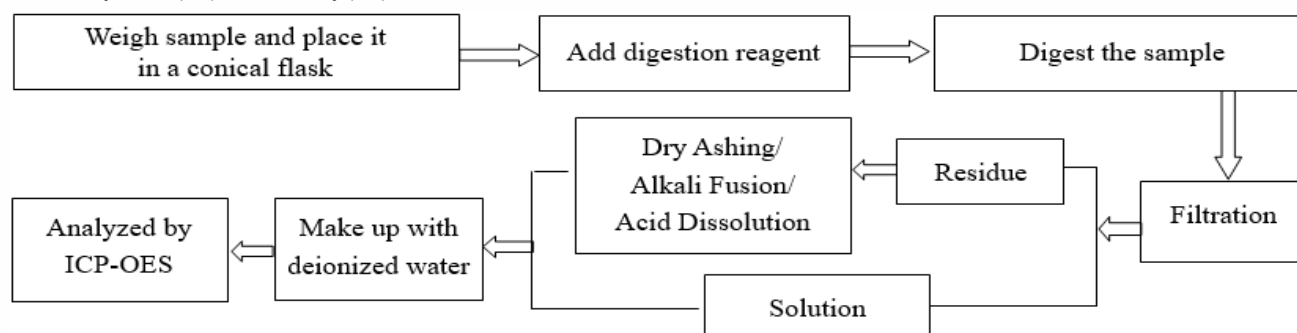 Weigh sample and place it
in a conical flask
Add digestion reagent
Digest the sample
Filtration
Residue
Dry Ashing/
Alkali Fusion/
Acid Dissolution
Solution
Make up with
deionized water
Analyzed by
ICP-OES